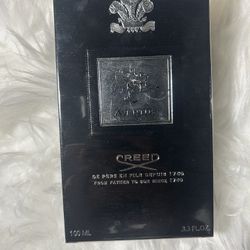 AVENTUS
CREED
DE PERE EN FILS DEPUIS 1760
FROM FATHER TO SON SINCE 1760
100 ML
3.3 FL.OZ.